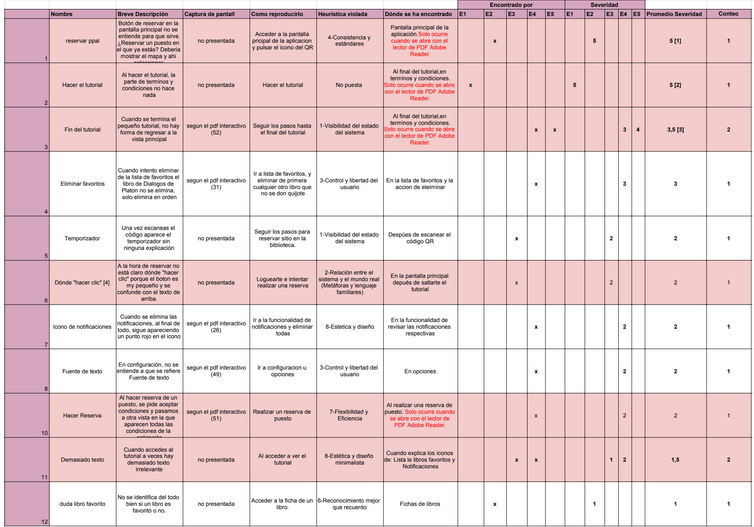 Encontrado por Severidad
Nombre Breve Descripción Captura de pantall Como reproducirlo Heurística violada Dónde se ha encontrado E1 E2 E3 E4 E5 E1 E2 E3 E4 E5 Promedio Severidad Conteo
1 reservar ppal Botón de reservar en la pantalla principal no se entiende para que sirve. ¿Reservar un puesto en el que ya estás? Debería mostrar el mapa y ahi no presentada Acceder a la pantalla pricipal de la aplicacion y pulsar el icono del QR 4-Consistencia y estándares Pantalla principal de la aplicación.Solo ocurre cuando se abre con el lector de PDF Adobe Reader. x 5 5 [1] 1
2 Hacer el tutorial Al hacer el tutorial, la parte de terminos y condiciones no hace nada no presentada Hacer el tutorial No puesta Al final del tutorial,en terminos y condiciones. Solo ocurre cuando se abre con el lector de PDF Adobe Reader. x 5 5 [2] 1
3 Fin del tutorial Cuando se termina el pequeño tutorial, no hay forma de regresar a la vista principal segun el pdf interactivo (52) Seguir los pasos hasta el final del tutorial 1-Visibilidad del estado del sistema Al final del tutorial,en terminos y condiciones. Solo ocurre cuando se abre con el lector de PDF Adobe Reader. x x 3 4 3,5 [3] 2
4 Eliminar favoritos Cuando intento eliminar de la lista de favoritos el libro de Dialogos de Platon no se elimina, solo elimina en orden segun el pdf interactivo (31) Ir a lista de favoritos, y eliminar de primera cualquier otro libro que no se don quijote 3-Control y libertad del usuario En la lista de favoritos y la accion de eleiminar x 3 3 1
5 Temporizador Una vez escaneas el código aparece el temporizador sin ninguna explicación no presentada Seguir los pasos para reservar sitio en la biblioteca. 1-Visibilidad del estado del sistema Despúes de escanear el código QR x 2 2 1
6 Dónde "hacer clic" [4] A la hora de reservar no está claro dónde "hacer clic" porque el boton es my pequeño y se confunde con el texto de arriba. no presentada Loguearte e intentar realizar una reserva 2-Relación entre el sistema y el mundo real (Metáforas y lenguaje familiares) En la pantalla principal depués de saltarte el tutorial x 2 2 1
7 Icono de notificaciones Cuando se elimina las notificaciones, al final de todo, sigue apareciendo un punto rojo en el icono segun el pdf interactivo (26) Ir a la funcionalidad de notificaciones y eliminar todas 8-Estetica y diseño En la funcionalidad de revisar las notificaciones respectivas x 2 2 1
8 Fuente de texto En configuración, no se entiende a que se refiere Fuente de texto segun el pdf interactivo (49) Ir a configuracion u opciones 3-Control y libertad del usuario En opciones x 2 2 1
10 Hacer Reserva Al hacer reserva de un puesto, se pide aceptar condiciones y pasamos a otra vista en la que aparecen todas las condiciones de la segun el pdf interactivo (51) Realizar un reserva de puesto 7-Flexibilidad y Eficiencia Al realizar una reserva de puesto. Solo ocurre cuando se abre con el lector de PDF Adobe Reader. x 2 2 1
11 Demasiado texto Cuando accedes al tutorial a veces hay demasiado texto irrelevante no presentada Al acceder a ver el tutorial 8-Estética y diseño minimalista Cuando explica los iconos de: Lista le libros favoritos y Notificaciones x x 1 2 1,5 2
12 duda libro favorito No se identifica del todo bien si un libro es favorito o no. no presentada Acceder a la ficha de un libro. 6-Reconocimiento mejor que recuerdo Fichas de libros x 1 1 1